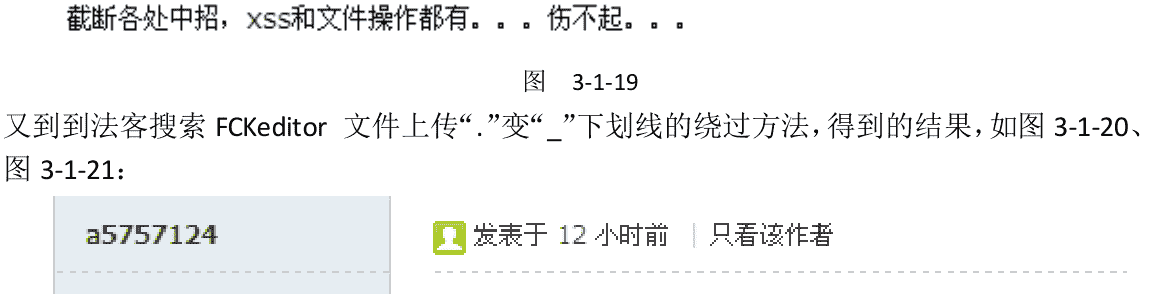 截断各处中招，xss和文件操作都有。。。伤不起。。。
图 3-1-19
又到到法客搜索 FCKeditor 文件上传“.”变“_”下划线的绕过方法，得到的结果，如图 3-1-20、
图 3-1-21：
a5757124 发表于 12 小时前 | 只看该作者